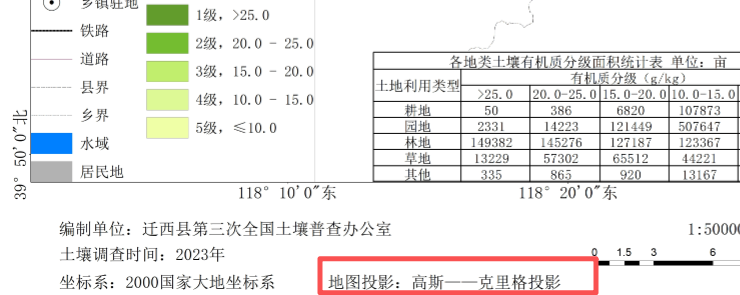 乡镇驻地
铁路
道路
县界
乡界
水域
居民地
1级，>25.0
2级，20.0 - 25.0
3级，15.0 - 20.0
4级，10.0 - 15.0
5级，≤10.0
各地类土壤有机质分级面积统计表 单位：亩
土地利用类型 有机质分级（g/kg）
>25.0 20.0-25.0 15.0-20.0 10.0-15.0
耕地 50 386 6820 107873
园地 2331 14223 121449 507647
林地 149382 145276 127187 123367
草地 13229 57302 65512 44221
其他 335 865 920 13167
39° 50′0″北
118° 10′0″东
118° 20′0″东
编制单位：迁西县第三次全国土壤普查办公室
1:50000
土壤调查时间：2023年
0 1.5 3 6
坐标系：2000国家大地坐标系
地图投影：高斯——克里格投影